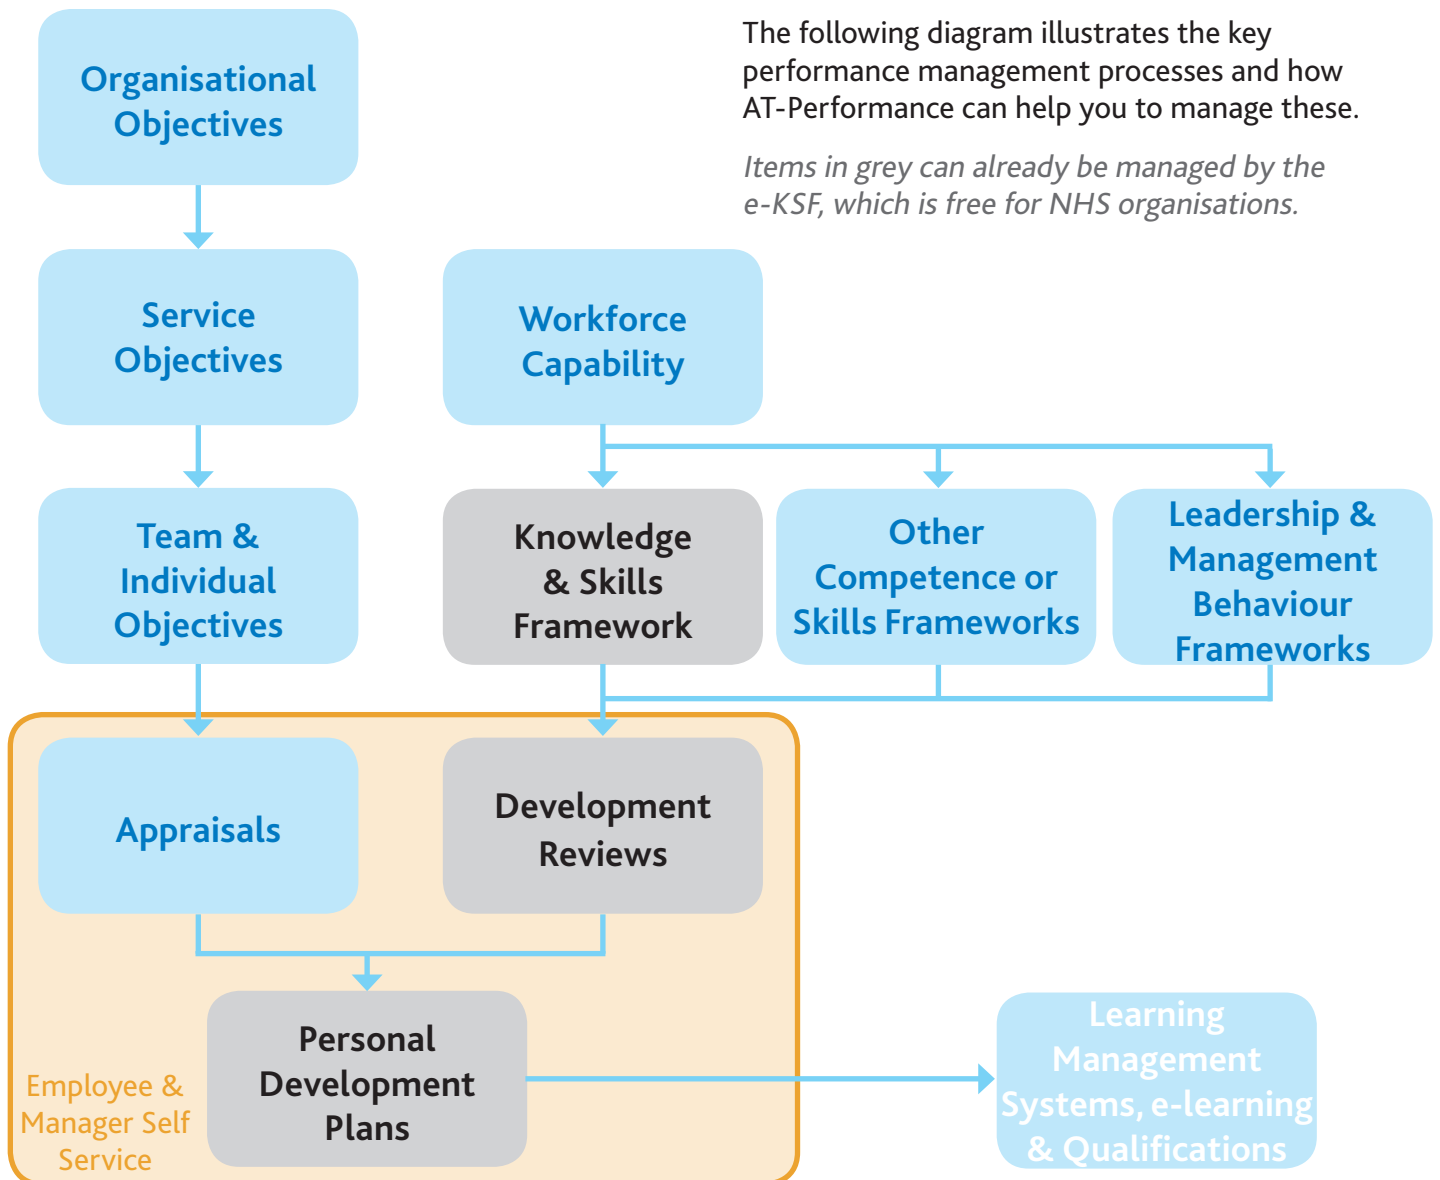 The following diagram illustrates the key
performance management processes and how
AT-Performance can help you to manage these.
Items in grey can already be managed by the
e-KSF, which is free for NHS organisations.
Organisational
Objectives
Service
Objectives
Workforce
Capability
Team &
Individual
Objectives
Knowledge
& Skills
Framework
Other
Competence or
Skills Frameworks
Leadership &
Management
Behaviour
Frameworks
Appraisals
Development
Reviews
Personal
Development
Plans
Employee &
Manager Self
Service
Learning
Management
Systems, e-learning
& Qualifications